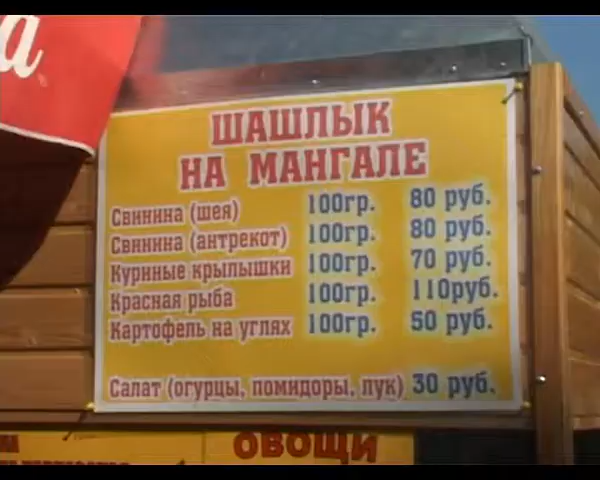 а
ШАШЛЫК
НА МАНГАЛЕ
Свинина (шея) 100гр. 80 руб.
Свинина (антрекот) 100гр. 80 руб.
Куриные крылышки 100гр. 70 руб.
Красная рыба 100гр. 110руб.
Картофель на углях 100гр. 50 руб.
Салат (огурцы, помидоры, лук) 30 руб.
ОВОЩИ